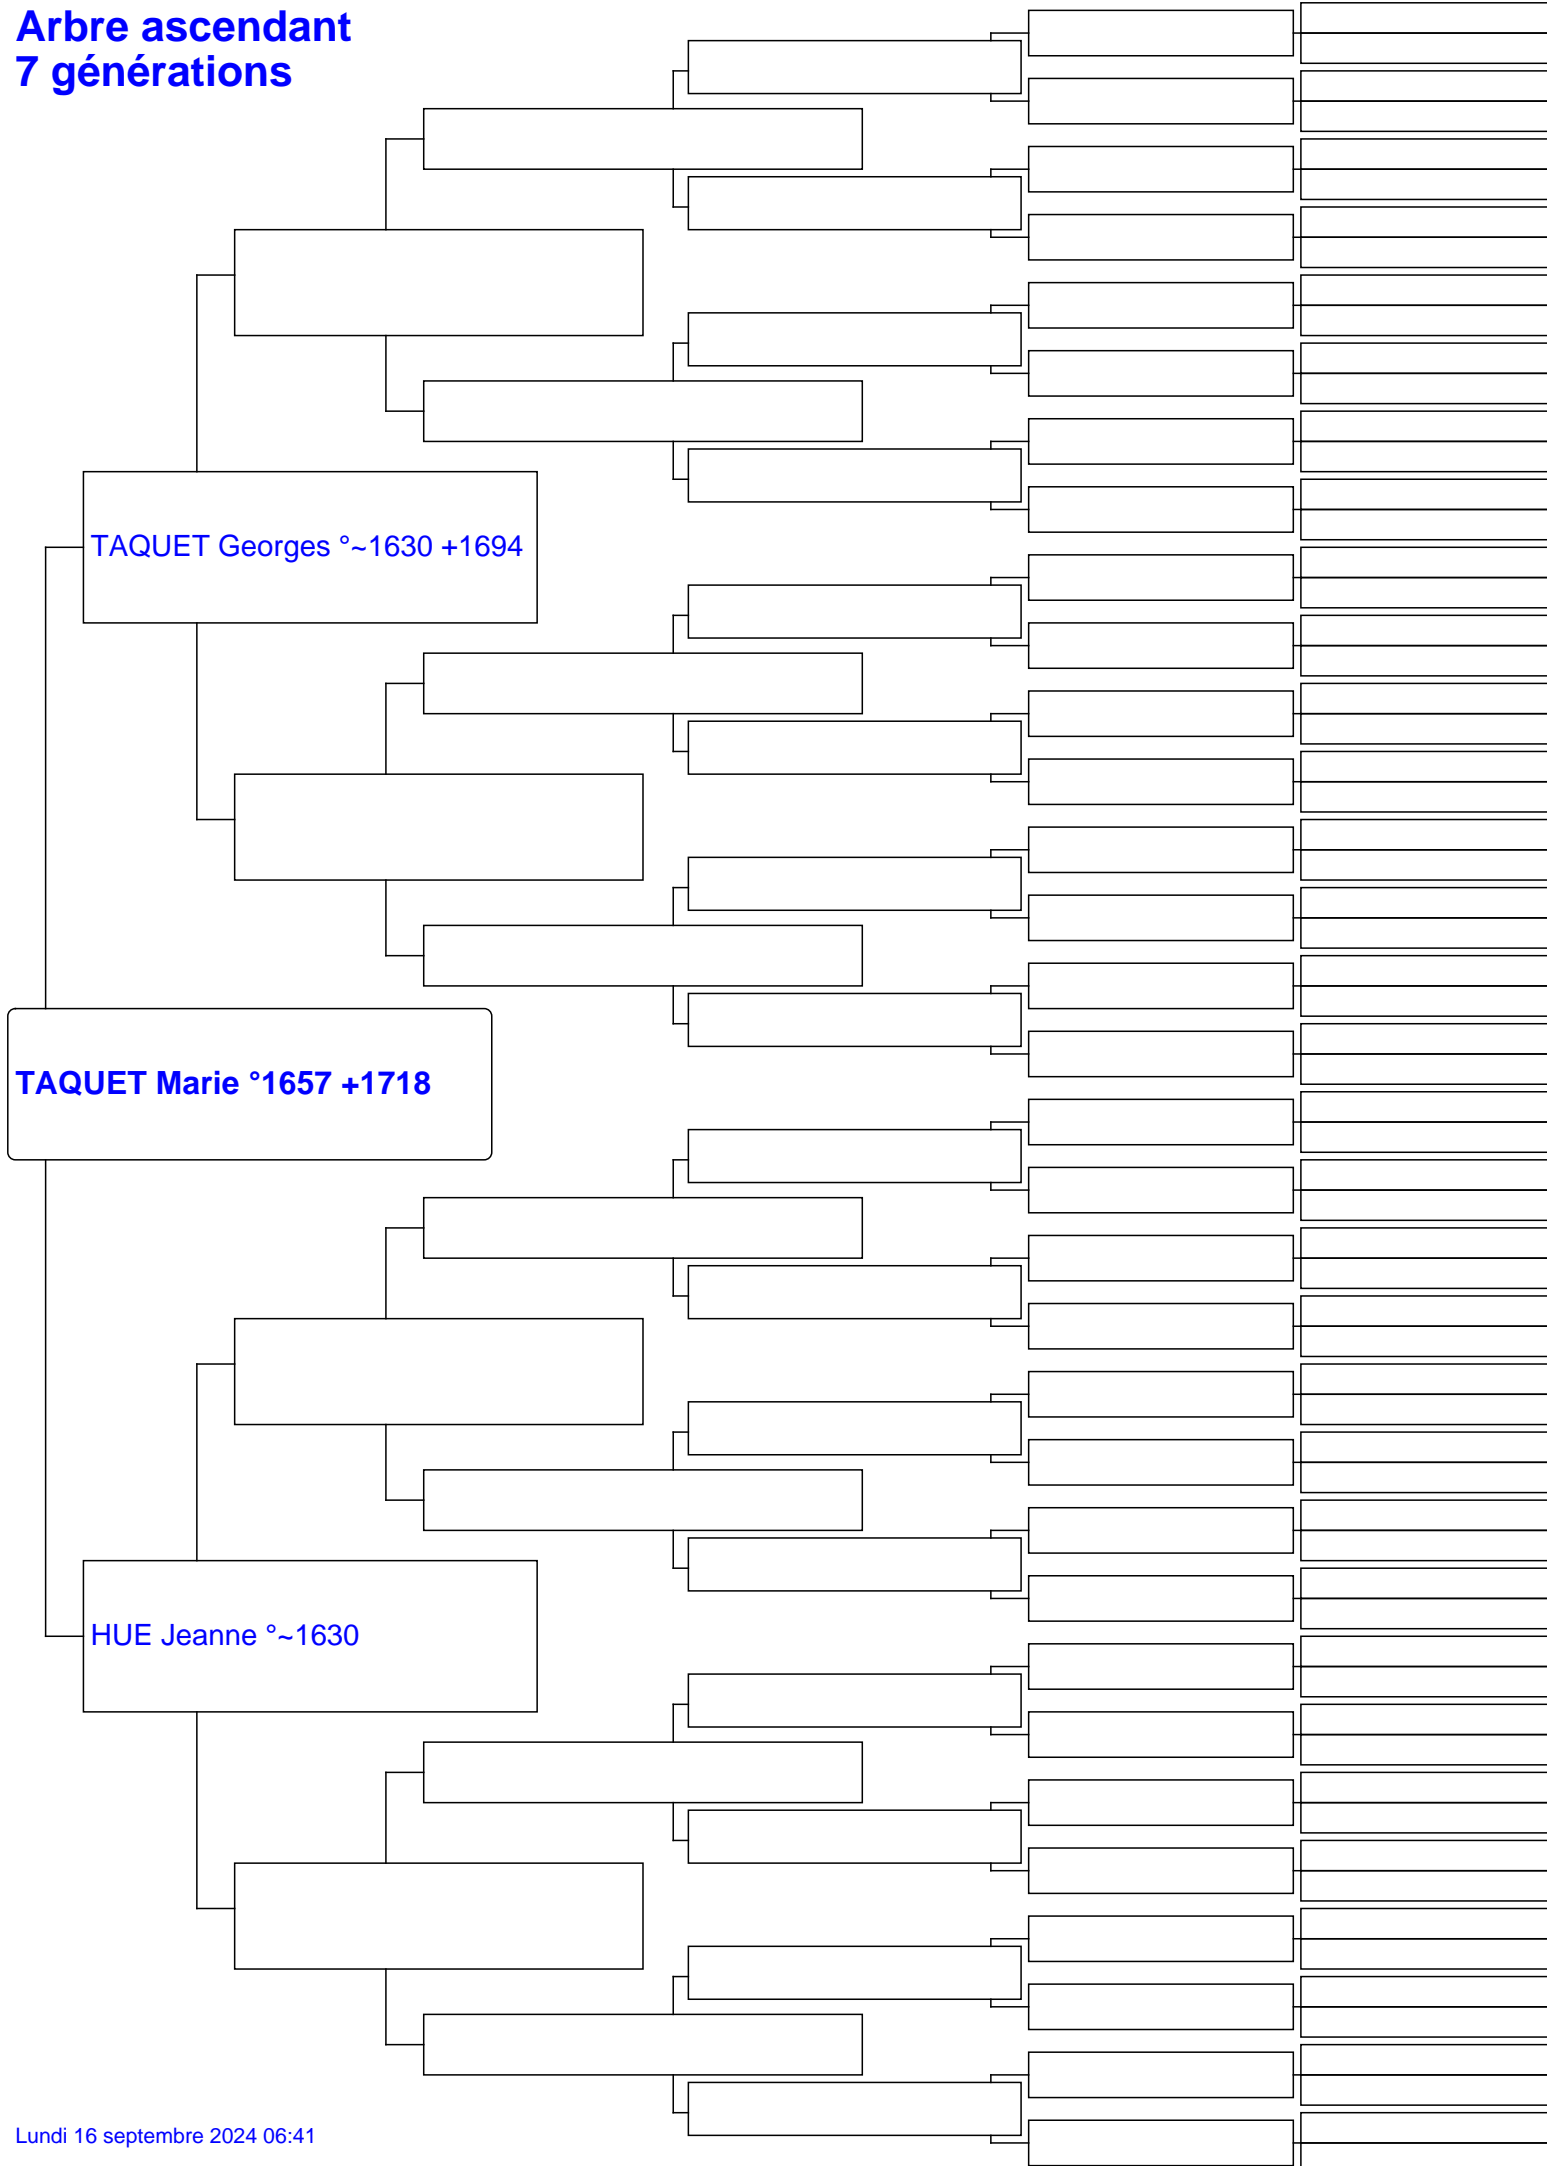 Arbre ascendant
7 générations
TAQUET Georges °~1630 +1694
TAQUET Marie °1657 +1718
HUE Jeanne °~1630
Lundi 16 septembre 2024 06:41